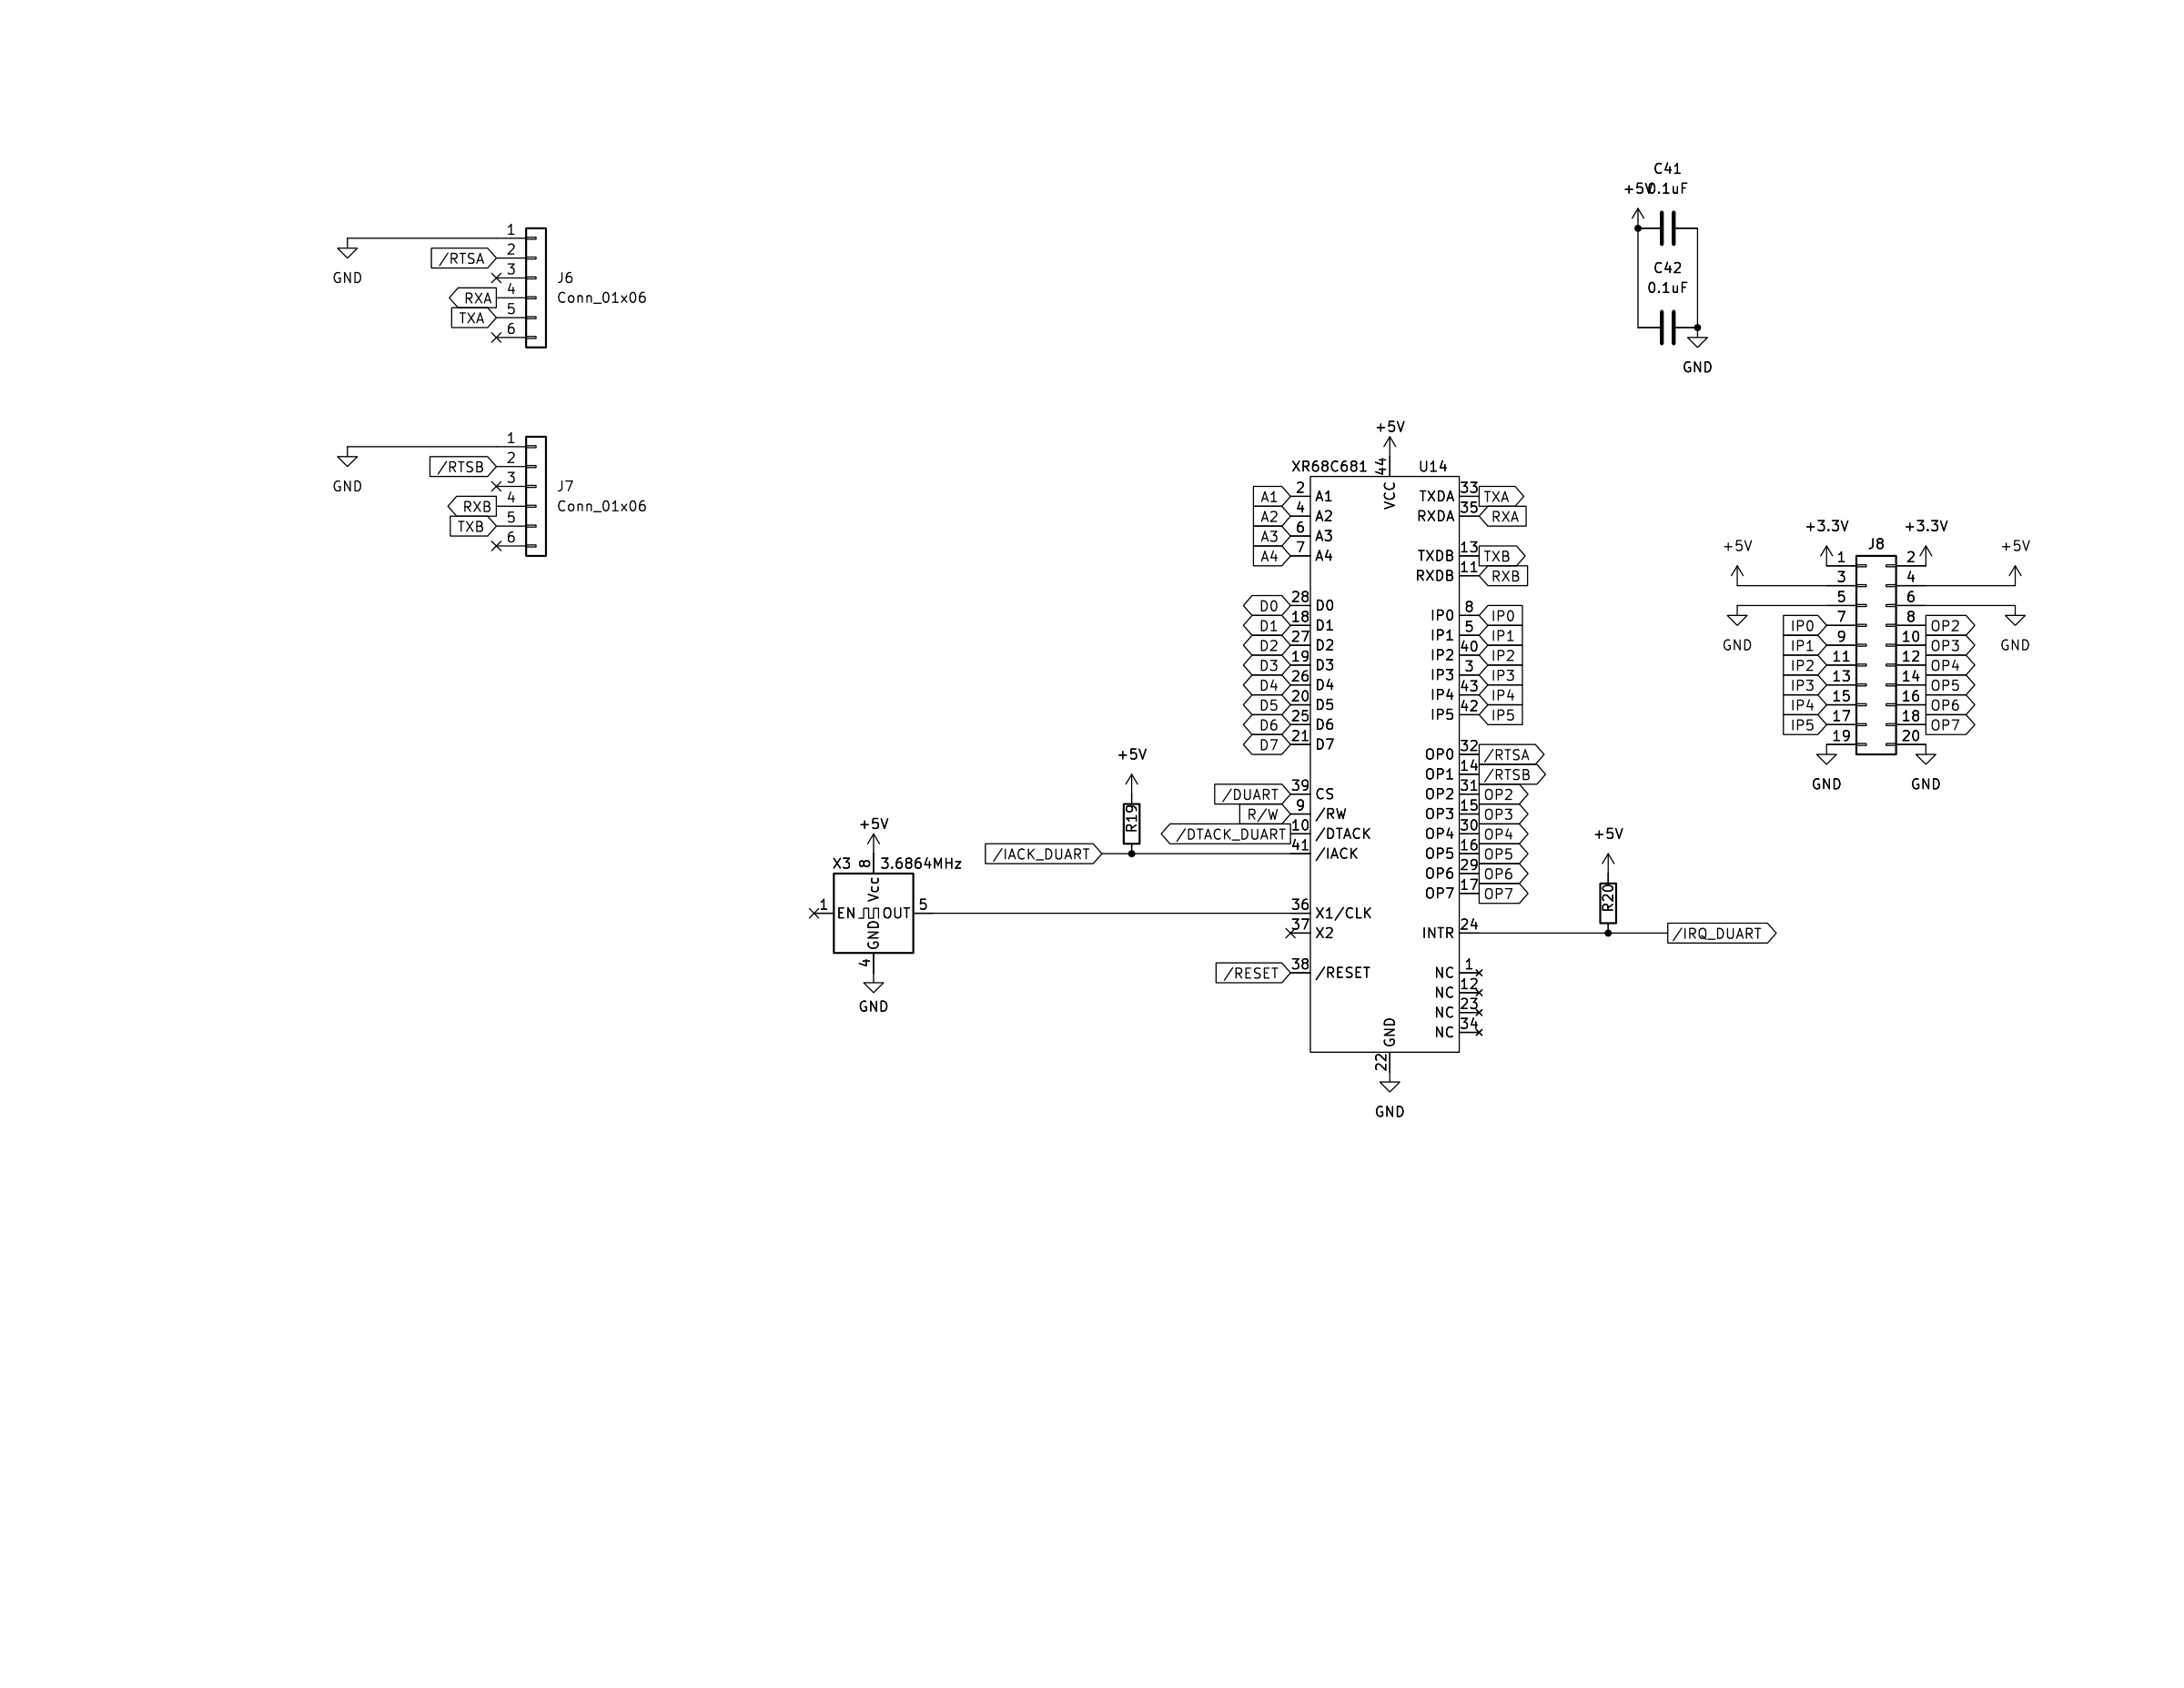 C41
+5V 0.1uF
C42
0.1uF
GND
1
/RTSA 2
3
RXA 4
TXA 5
6
GND
J6
Conn_01x06
1
/RTSB 2
3
RXB 4
TXB 5
6
GND
J7
Conn_01x06
+5V
XR68C681 44 U14
VCC
A1 2 A1
A2 4 A2
A3 6 A3
A4 7 A4
D0 28 D0
D1 18 D1
D2 27 D2
D3 19 D3
D4 26 D4
D5 20 D5
D6 25 D6
D7 21 D7
/DUART 39 CS
R/W 9 /RW
/DTACK_DUART 10 /DTACK
/IACK_DUART 41 /IACK
36 X1/CLK
37 X2
/RESET 38 /RESET
TXDA 33 TXA
RXDA 35 RXA
TXDB 13 TXB
RXDB 11 RXB
IP0 8 IP0
IP1 5 IP1
IP2 40 IP2
IP3 3 IP3
IP4 43 IP4
IP5 42 IP5
OP0 32 /RTSA
OP1 14 /RTSB
OP2 31 OP2
OP3 15 OP3
OP4 30 OP4
OP5 16 OP5
OP6 29 OP6
OP7 17 OP7
INTR 24 /IRQ_DUART
NC 1
NC 12
NC 23
NC 34
GND
22
GND
+5V
R19
+5V
R20
+5V
X3 8 3.6864MHz
Vcc
1 EN OUT 5
GND
4
GND
+3.3V +3.3V
+5V J8 +5V
1 2
3 4
5 6
IP0 7 8 OP2
GND IP1 9 10 OP3 GND
IP2 11 12 OP4
IP3 13 14 OP5
IP4 15 16 OP6
IP5 17 18 OP7
19 20
GND GND